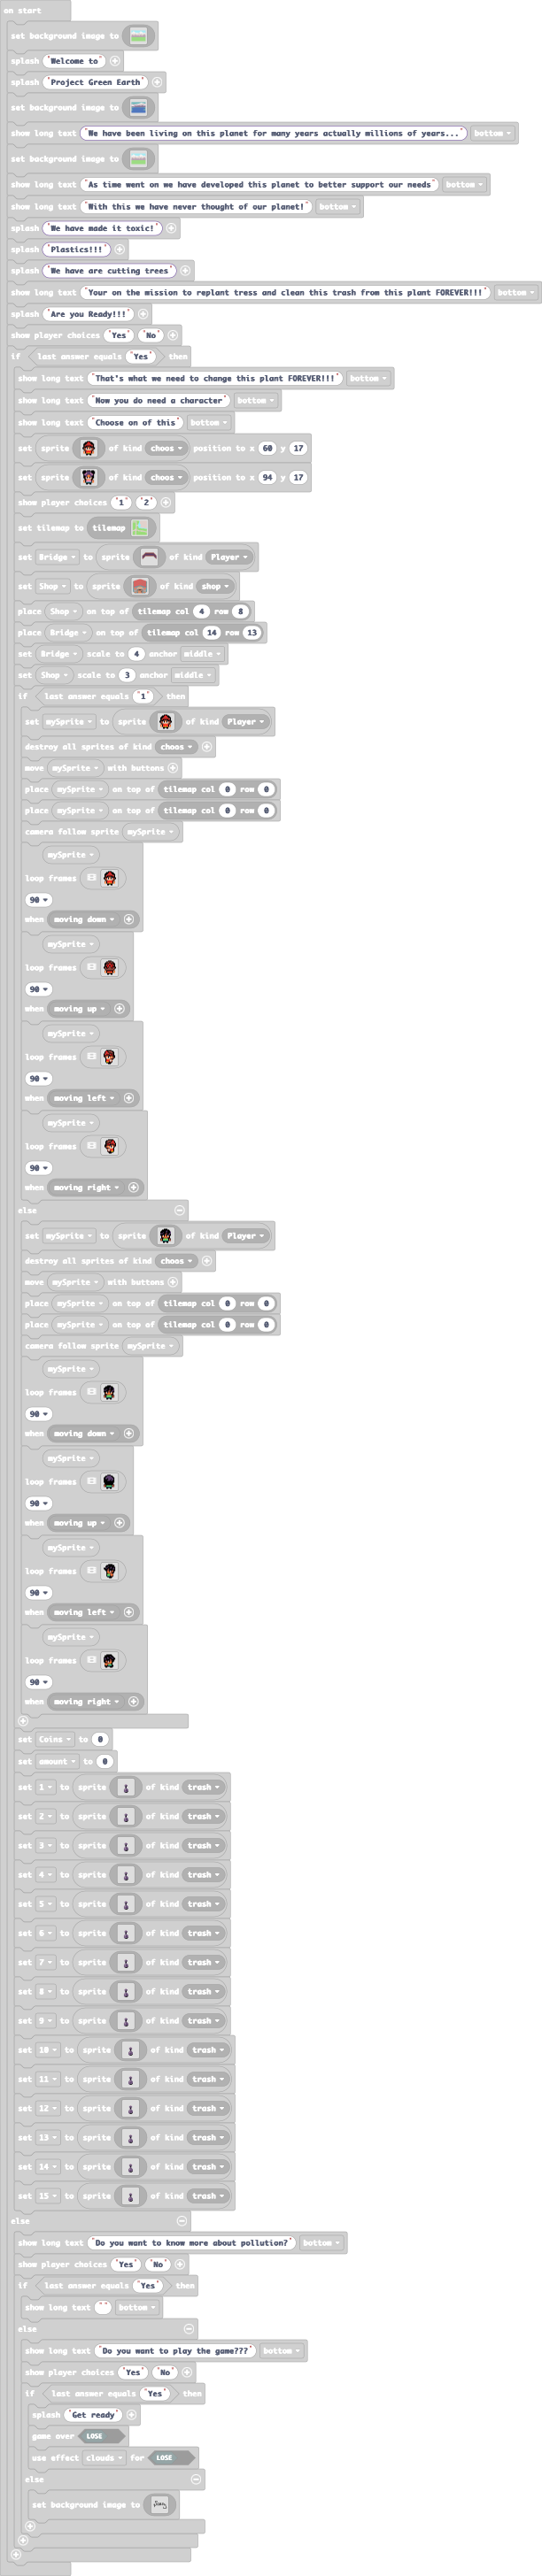 on start
set background image to
splash "Welcome to"
splash "Project Green Earth"
set background image to
show long text "We have been living on this planet for many years actually millions of years..." bottom
set background image to
show long text "As time went on we have developed this planet to better support our needs" bottom
show long text "With this we have never thought of our planet!" bottom
splash "We have made it toxic!"
splash "Plastics!!!"
splash "We have are cutting trees"
show long text "Your on the mission to replant tress and clean this trash from this plant FOREVER!!!" bottom
splash "Are you Ready!!!"
show player choices "Yes" "No"
if last answer equals "Yes" then
show long text "That's what we need to change this plant FOREVER!!!" bottom
show long text "Now you do need a character" bottom
show long text "Choose on of this" bottom
set sprite of kind choos position to x 60 y 17
set sprite of kind choos position to x 94 y 17
show player choices "1" "2"
set tilemap to tilemap
set Bridge to sprite of kind Player
set Shop to sprite of kind shop
place Shop on top of tilemap col 4 row 8
place Bridge on top of tilemap col 14 row 13
set Bridge scale to 4 anchor middle
set Shop scale to 3 anchor middle
if last answer equals "1" then
set mySprite to sprite of kind Player
destroy all sprites of kind choos
move mySprite with buttons
place mySprite on top of tilemap col 0 row 0
place mySprite on top of tilemap col 0 row 0
camera follow sprite mySprite
mySprite
loop frames
90
when moving down
mySprite
loop frames
90
when moving up
mySprite
loop frames
90
when moving left
mySprite
loop frames
90
when moving right
else
set mySprite to sprite of kind Player
destroy all sprites of kind choos
move mySprite with buttons
place mySprite on top of tilemap col 0 row 0
place mySprite on top of tilemap col 0 row 0
camera follow sprite mySprite
mySprite
loop frames
90
when moving down
mySprite
loop frames
90
when moving up
mySprite
loop frames
90
when moving left
mySprite
loop frames
90
when moving right
set Coins to 0
set amount to 0
set 1 to sprite of kind trash
set 2 to sprite of kind trash
set 3 to sprite of kind trash
set 4 to sprite of kind trash
set 5 to sprite of kind trash
set 6 to sprite of kind trash
set 7 to sprite of kind trash
set 8 to sprite of kind trash
set 9 to sprite of kind trash
set 10 to sprite of kind trash
set 11 to sprite of kind trash
set 12 to sprite of kind trash
set 13 to sprite of kind trash
set 14 to sprite of kind trash
set 15 to sprite of kind trash
else
show long text "Do you want to know more about pollution?" bottom
show player choices "Yes" "No"
if last answer equals "Yes" then
show long text " " bottom
else
show long text "Do you want to play the game???" bottom
show player choices "Yes" "No"
if last answer equals "Yes" then
splash "Get ready"
game over LOSE
use effect clouds for LOSE
else
set background image to